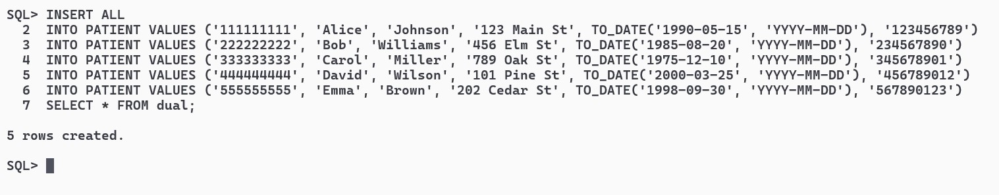 SQL> INSERT ALL
  2  INTO PATIENT VALUES ('111111111', 'Alice', 'Johnson', '123 Main St', TO_DATE('1990-05-15', 'YYYY-MM-DD'), '123456789')
  3  INTO PATIENT VALUES ('222222222', 'Bob', 'Williams', '456 Elm St', TO_DATE('1985-08-20', 'YYYY-MM-DD'), '234567890')
  4  INTO PATIENT VALUES ('333333333', 'Carol', 'Miller', '789 Oak St', TO_DATE('1975-12-10', 'YYYY-MM-DD'), '345678901')
  5  INTO PATIENT VALUES ('444444444', 'David', 'Wilson', '101 Pine St', TO_DATE('2000-03-25', 'YYYY-MM-DD'), '456789012')
  6  INTO PATIENT VALUES ('555555555', 'Emma', 'Brown', '202 Cedar St', TO_DATE('1998-09-30', 'YYYY-MM-DD'), '567890123')
  7  SELECT * FROM dual;
5 rows created.
SQL>